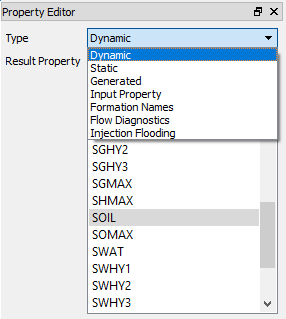 Property Editor
Type Dynamic
Dynamic
Static
Result Property Generated
Input Property
Formation Names
Flow Diagnostics
Injection Flooding
SGHY2
SGHY3
SGMAX
SHMAX
SOIL
SOMAX
SWAT
SWHY1
SWHY2
SWHY3